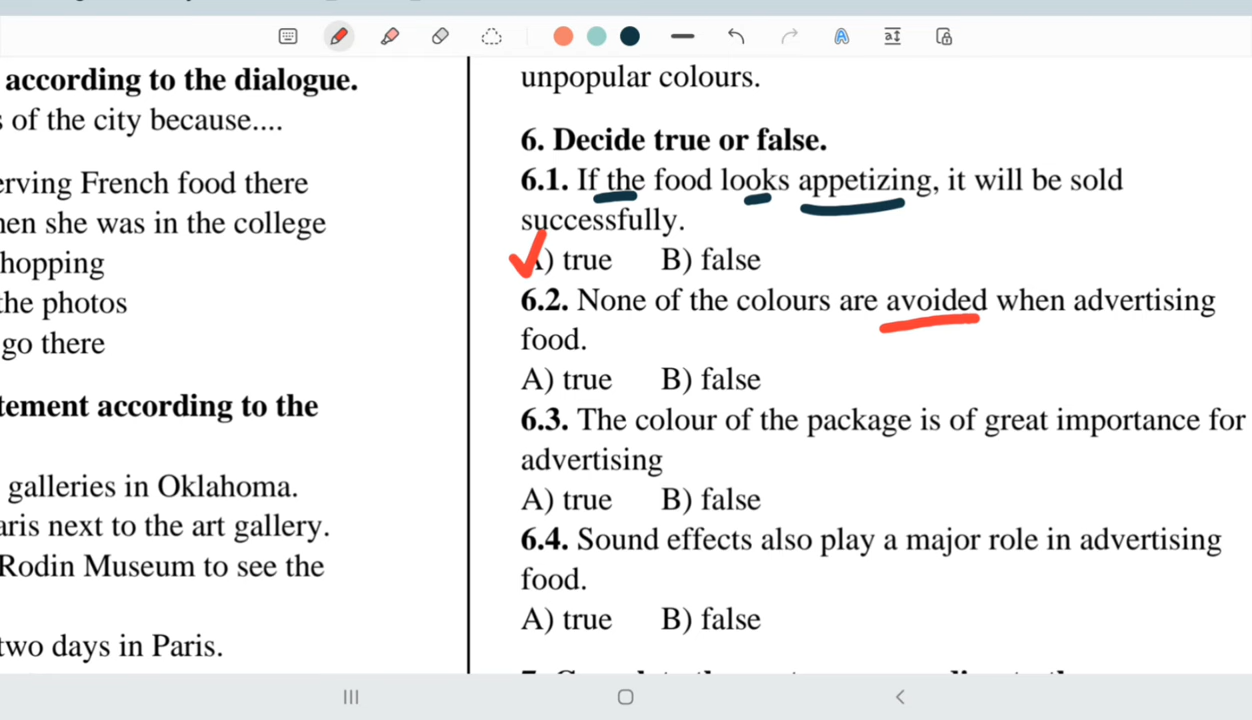 according to the dialogue.
of the city because....
erving French food there
hen she was in the college
hopping
the photos
go there
tement according to the
galleries in Oklahoma.
aris next to the art gallery.
Rodin Museum to see the
two days in Paris.
unpopular colours.
6. Decide true or false.
6.1. If the food looks appetizing, it will be sold
successfully.
A) true B) false
6.2. None of the colours are avoided when advertising
food.
A) true B) false
6.3. The colour of the package is of great importance for
advertising
A) true B) false
6.4. Sound effects also play a major role in advertising
food.
A) true B) false